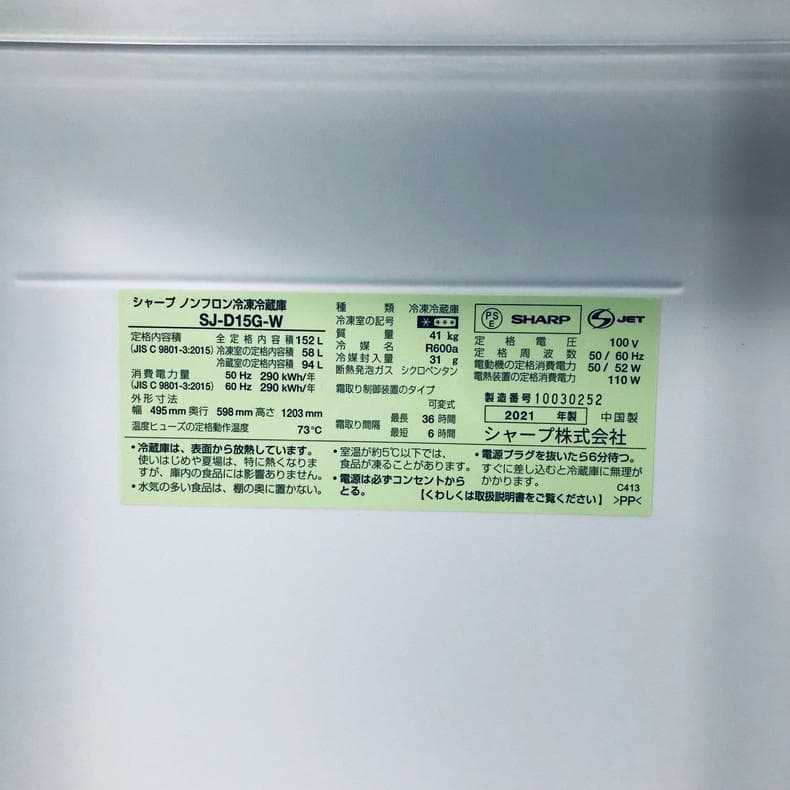 シャープ ノンフロン冷凍冷蔵庫
SJ-D15G-W
定格内容積 全定格内容積 152 L
(JIS C 9801-3:2015) 冷凍室の定格内容積 58 L
冷蔵室の定格内容積 94 L
消費電力量 50 Hz 290 kWh/年
(JIS C 9801-3:2015) 60 Hz 290 kWh/年
外形寸法
幅 495 mm 奥行 598 mm 高さ 1203 mm
温度ヒューズの定格動作温度 73℃
種類 冷凍冷蔵庫
冷凍室の記号
質量 41 kg
冷媒名 R600a
冷媒封入量 31 g
断熱発泡ガス シクロペンタン
霜取り制御装置のタイプ
可変式
霜取り間隔 最長 36 時間
最短 6 時間
PSE SHARP S JET
定格電圧 100 V
定格周波数 50 / 60 Hz
電動機の定格消費電力 50 / 52 W
電熱装置の定格消費電力 110 W
製造番号 10030252
2021 年製 中国製
シャープ株式会社
• 冷蔵庫は、表面から放熱しています。
使いはじめや夏場は、特に熱くなりま
すが、庫内の食品には影響ありません。
• 水気の多い食品は、棚の奥に置かない。
• 室温が約5℃以下では、
食品が凍ることがあります。
• 電源は必ずコンセントから
とる。
• 電源プラグを抜いたら6分待つ。
すぐに差し込むと冷蔵庫に無理が
かかります。 C413
【くわしくは取扱説明書をご覧ください】 >PP<